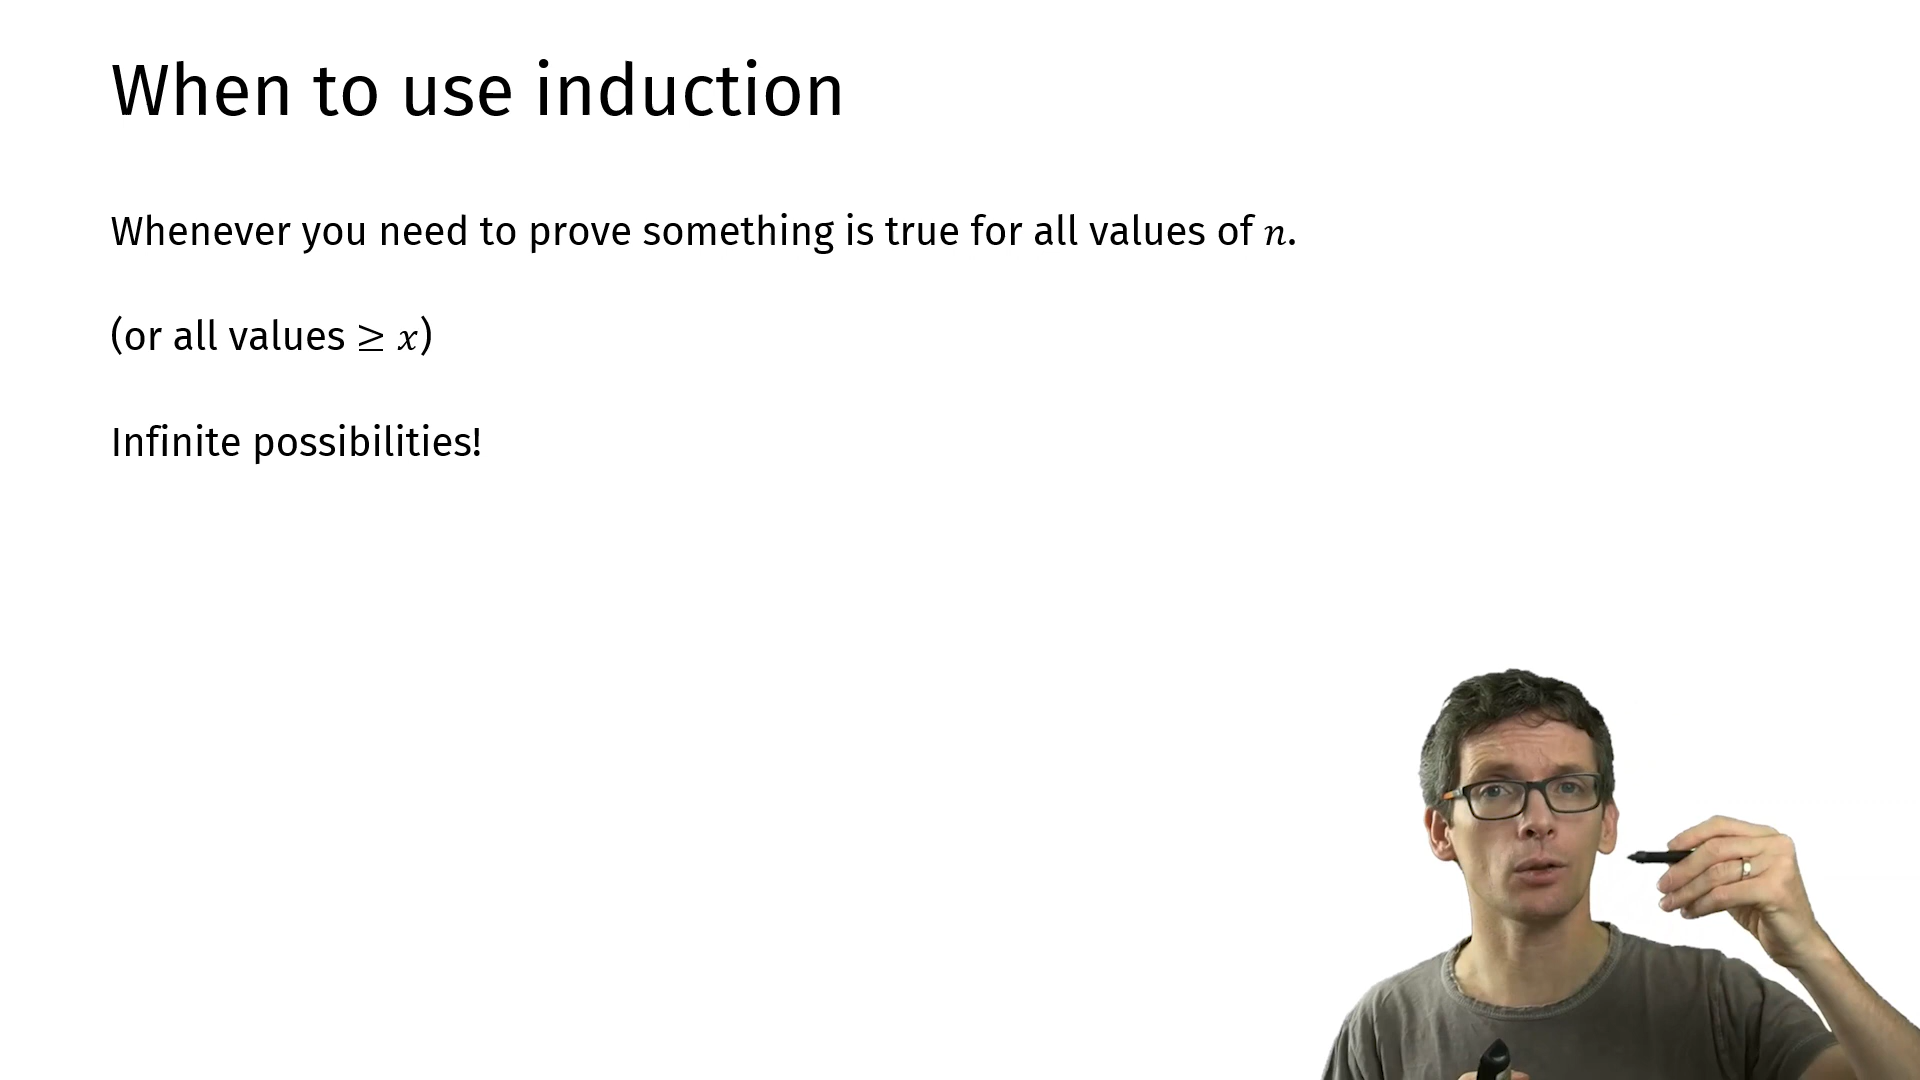 When to use induction
Whenever you need to prove something is true for all values of n.
(or all values ≥ x)
Infinite possibilities!